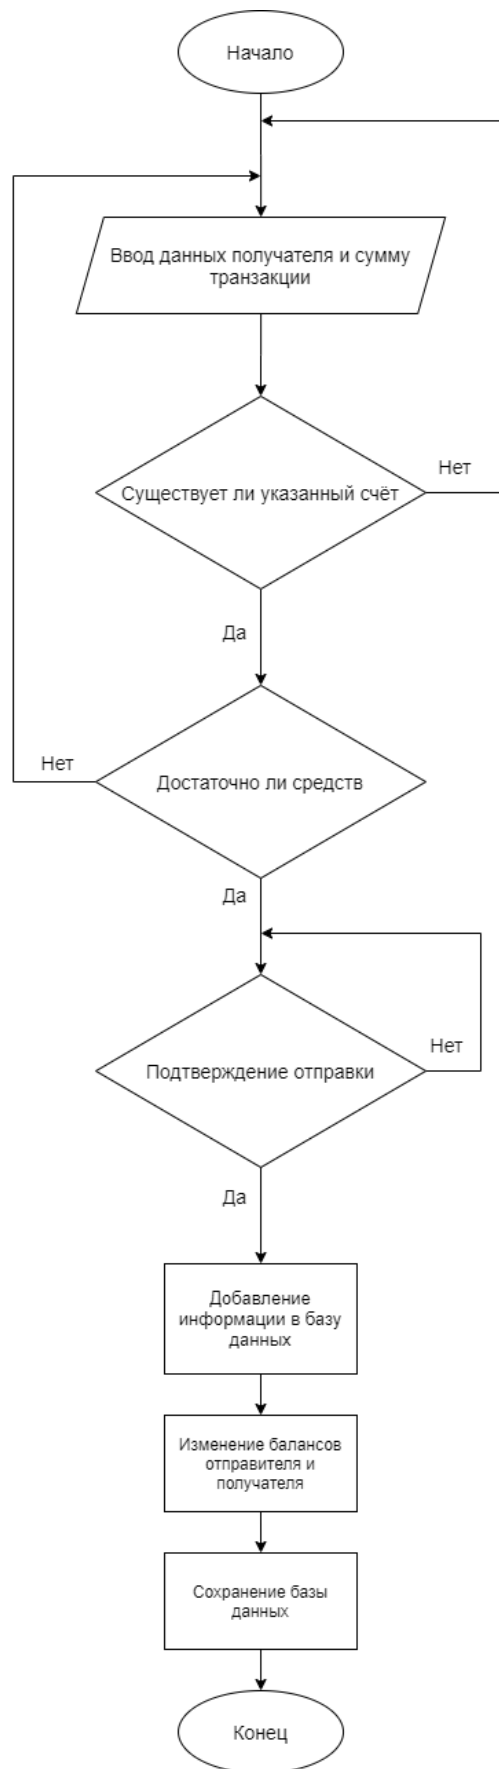 Начало
Ввод данных получателя и сумму
транзакции
Существует ли указанный счёт
Нет
Да
Достаточно ли средств
Нет
Да
Подтверждение отправки
Нет
Да
Добавление
информации в базу
данных
Изменение балансов
отправителя и
получателя
Сохранение базы
данных
Конец